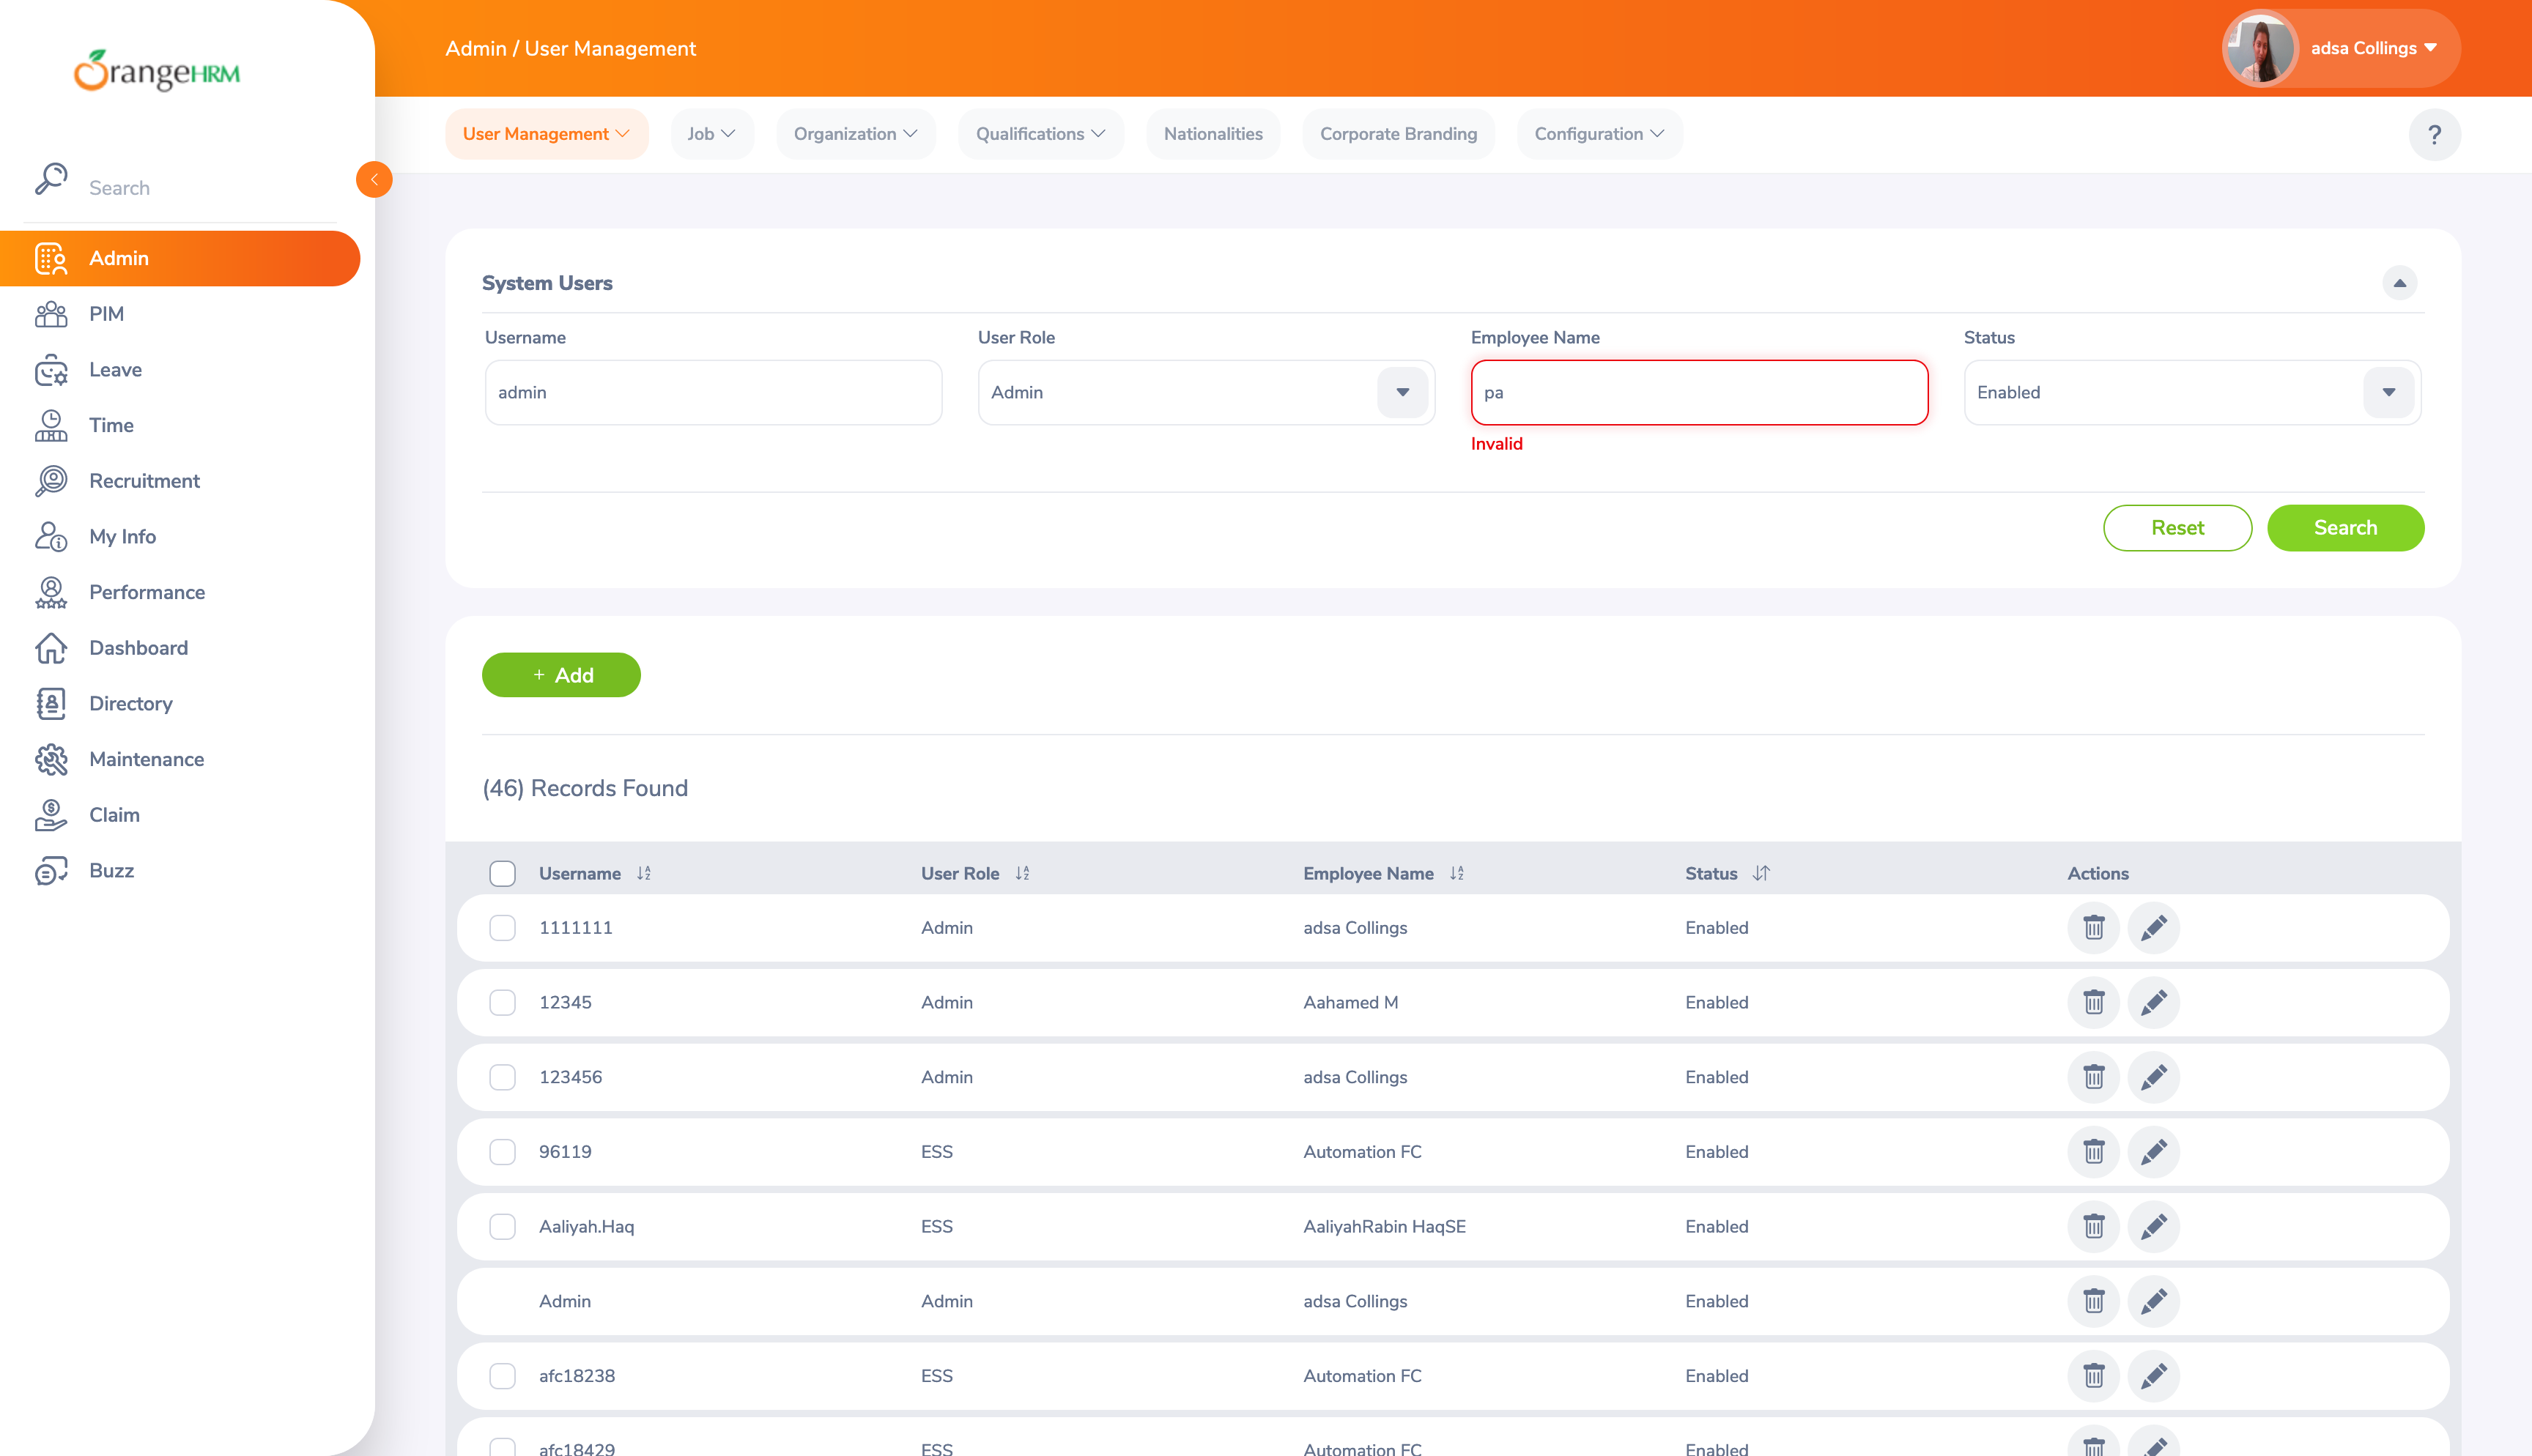 OrangeHRM
Admin / User Management
adsa Collings
User Management
Job
Organization
Qualifications
Nationalities
Corporate Branding
Configuration
?
Search
Admin
PIM
Leave
Time
Recruitment
My Info
Performance
Dashboard
Directory
Maintenance
Claim
Buzz
System Users
Username User Role Employee Name Status
admin Admin pa Enabled
Invalid
Reset Search
+ Add
(46) Records Found
Username User Role Employee Name Status Actions
1111111 Admin adsa Collings Enabled
12345 Admin Aahamed M Enabled
123456 Admin adsa Collings Enabled
96119 ESS Automation FC Enabled
Aaliyah.Haq ESS AaliyahRabin HaqSE Enabled
Admin Admin adsa Collings Enabled
afc18238 ESS Automation FC Enabled
afc18429 ESS Automation FC Enabled